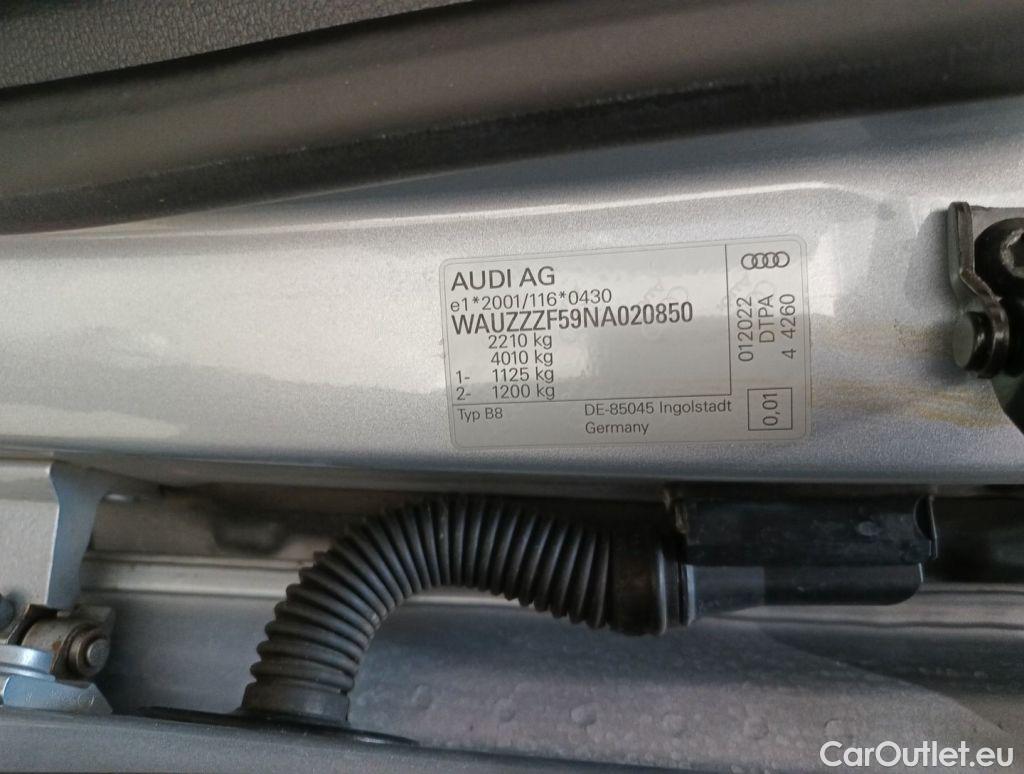 AUDI AG
e1*2001/116*0430
WAUZZZF59NA020850
2210 kg
4010 kg
1- 1125 kg
2- 1200 kg
Typ B8 DE-85045 Ingolstadt
Germany
012022
DTPA
4 4260
0,01
CarOutlet.eu